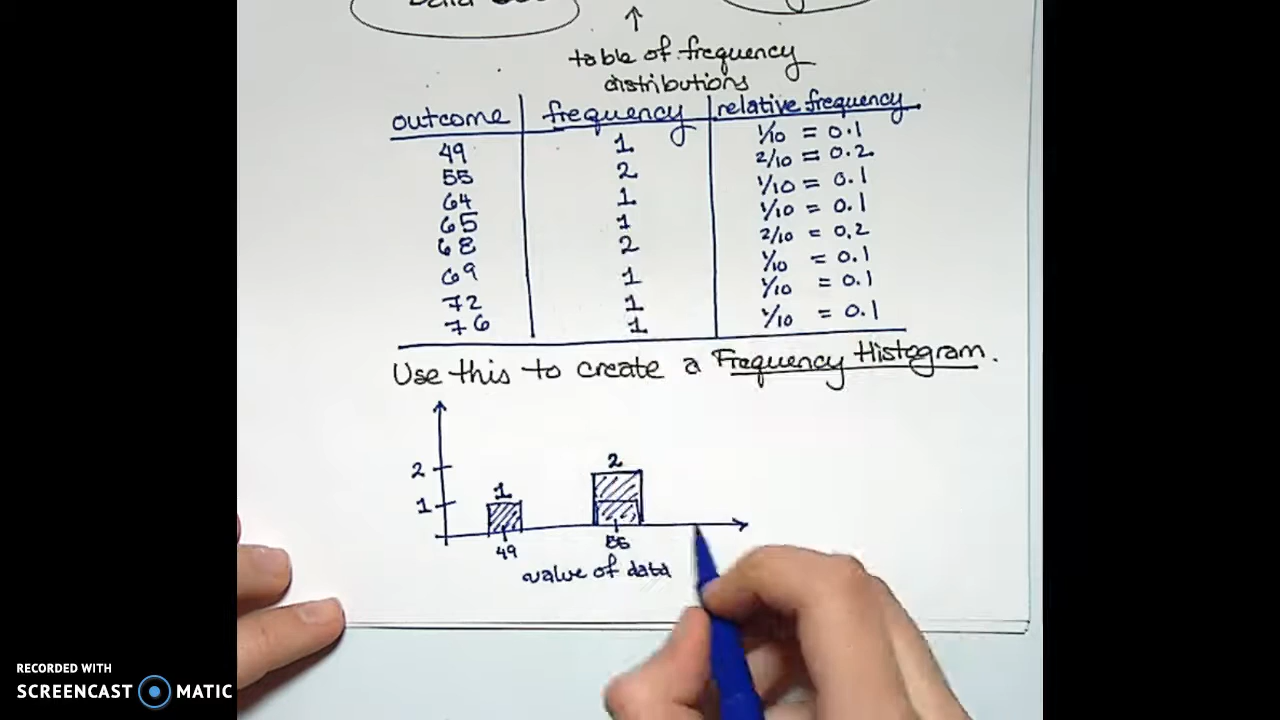 table of frequency
distributions
outcome frequency relative frequency
49 1 1/10 = 0.1
55 2 2/10 = 0.2
64 1 1/10 = 0.1
65 1 1/10 = 0.1
68 2 2/10 = 0.2
69 1 1/10 = 0.1
72 1 1/10 = 0.1
76 1 1/10 = 0.1
Use this to create a Frequency Histogram.
2
2
1
1
49 55
value of data
RECORDED WITH
SCREENCAST MATIC